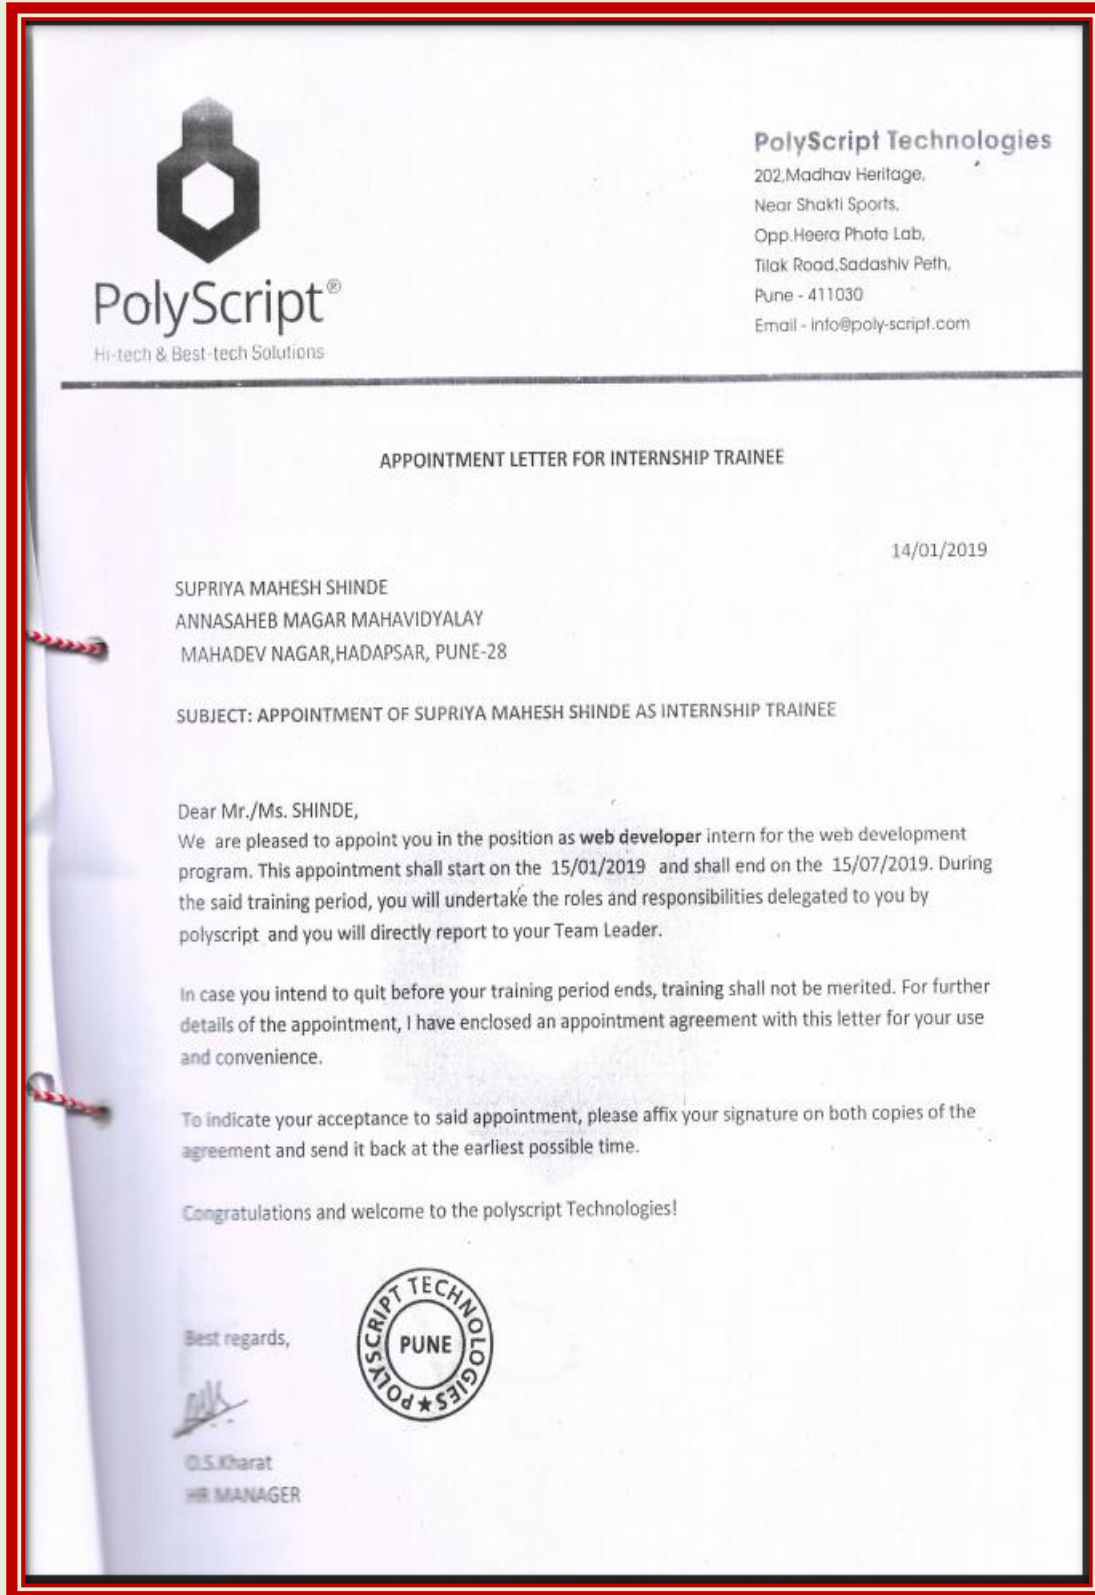 PolyScript®
Hi-tech & Best-tech Solutions
PolyScript Technologies
202,Madhav Heritage,
Near Shakti Sports,
Opp.Heera Photo Lab,
Tilak Road,Sadashiv Peth,
Pune - 411030
Email - info@poly-script.com
APPOINTMENT LETTER FOR INTERNSHIP TRAINEE
14/01/2019
SUPRIYA MAHESH SHINDE
ANNASAHEB MAGAR MAHAVIDYALAY
MAHADEV NAGAR,HADAPSAR, PUNE-28
SUBJECT: APPOINTMENT OF SUPRIYA MAHESH SHINDE AS INTERNSHIP TRAINEE
Dear Mr./Ms. SHINDE,
We are pleased to appoint you in the position as web developer intern for the web development
program. This appointment shall start on the 15/01/2019 and shall end on the 15/07/2019. During
the said training period, you will undertake the roles and responsibilities delegated to you by
polyscript and you will directly report to your Team Leader.
In case you intend to quit before your training period ends, training shall not be merited. For further
details of the appointment, I have enclosed an appointment agreement with this letter for your use
and convenience.
To indicate your acceptance to said appointment, please affix your signature on both copies of the
agreement and send it back at the earliest possible time.
Congratulations and welcome to the polyscript Technologies!
Best regards,
POLYSCRIPT TECHNOLOGIES★
PUNE
O.S.Kharat
HR MANAGER